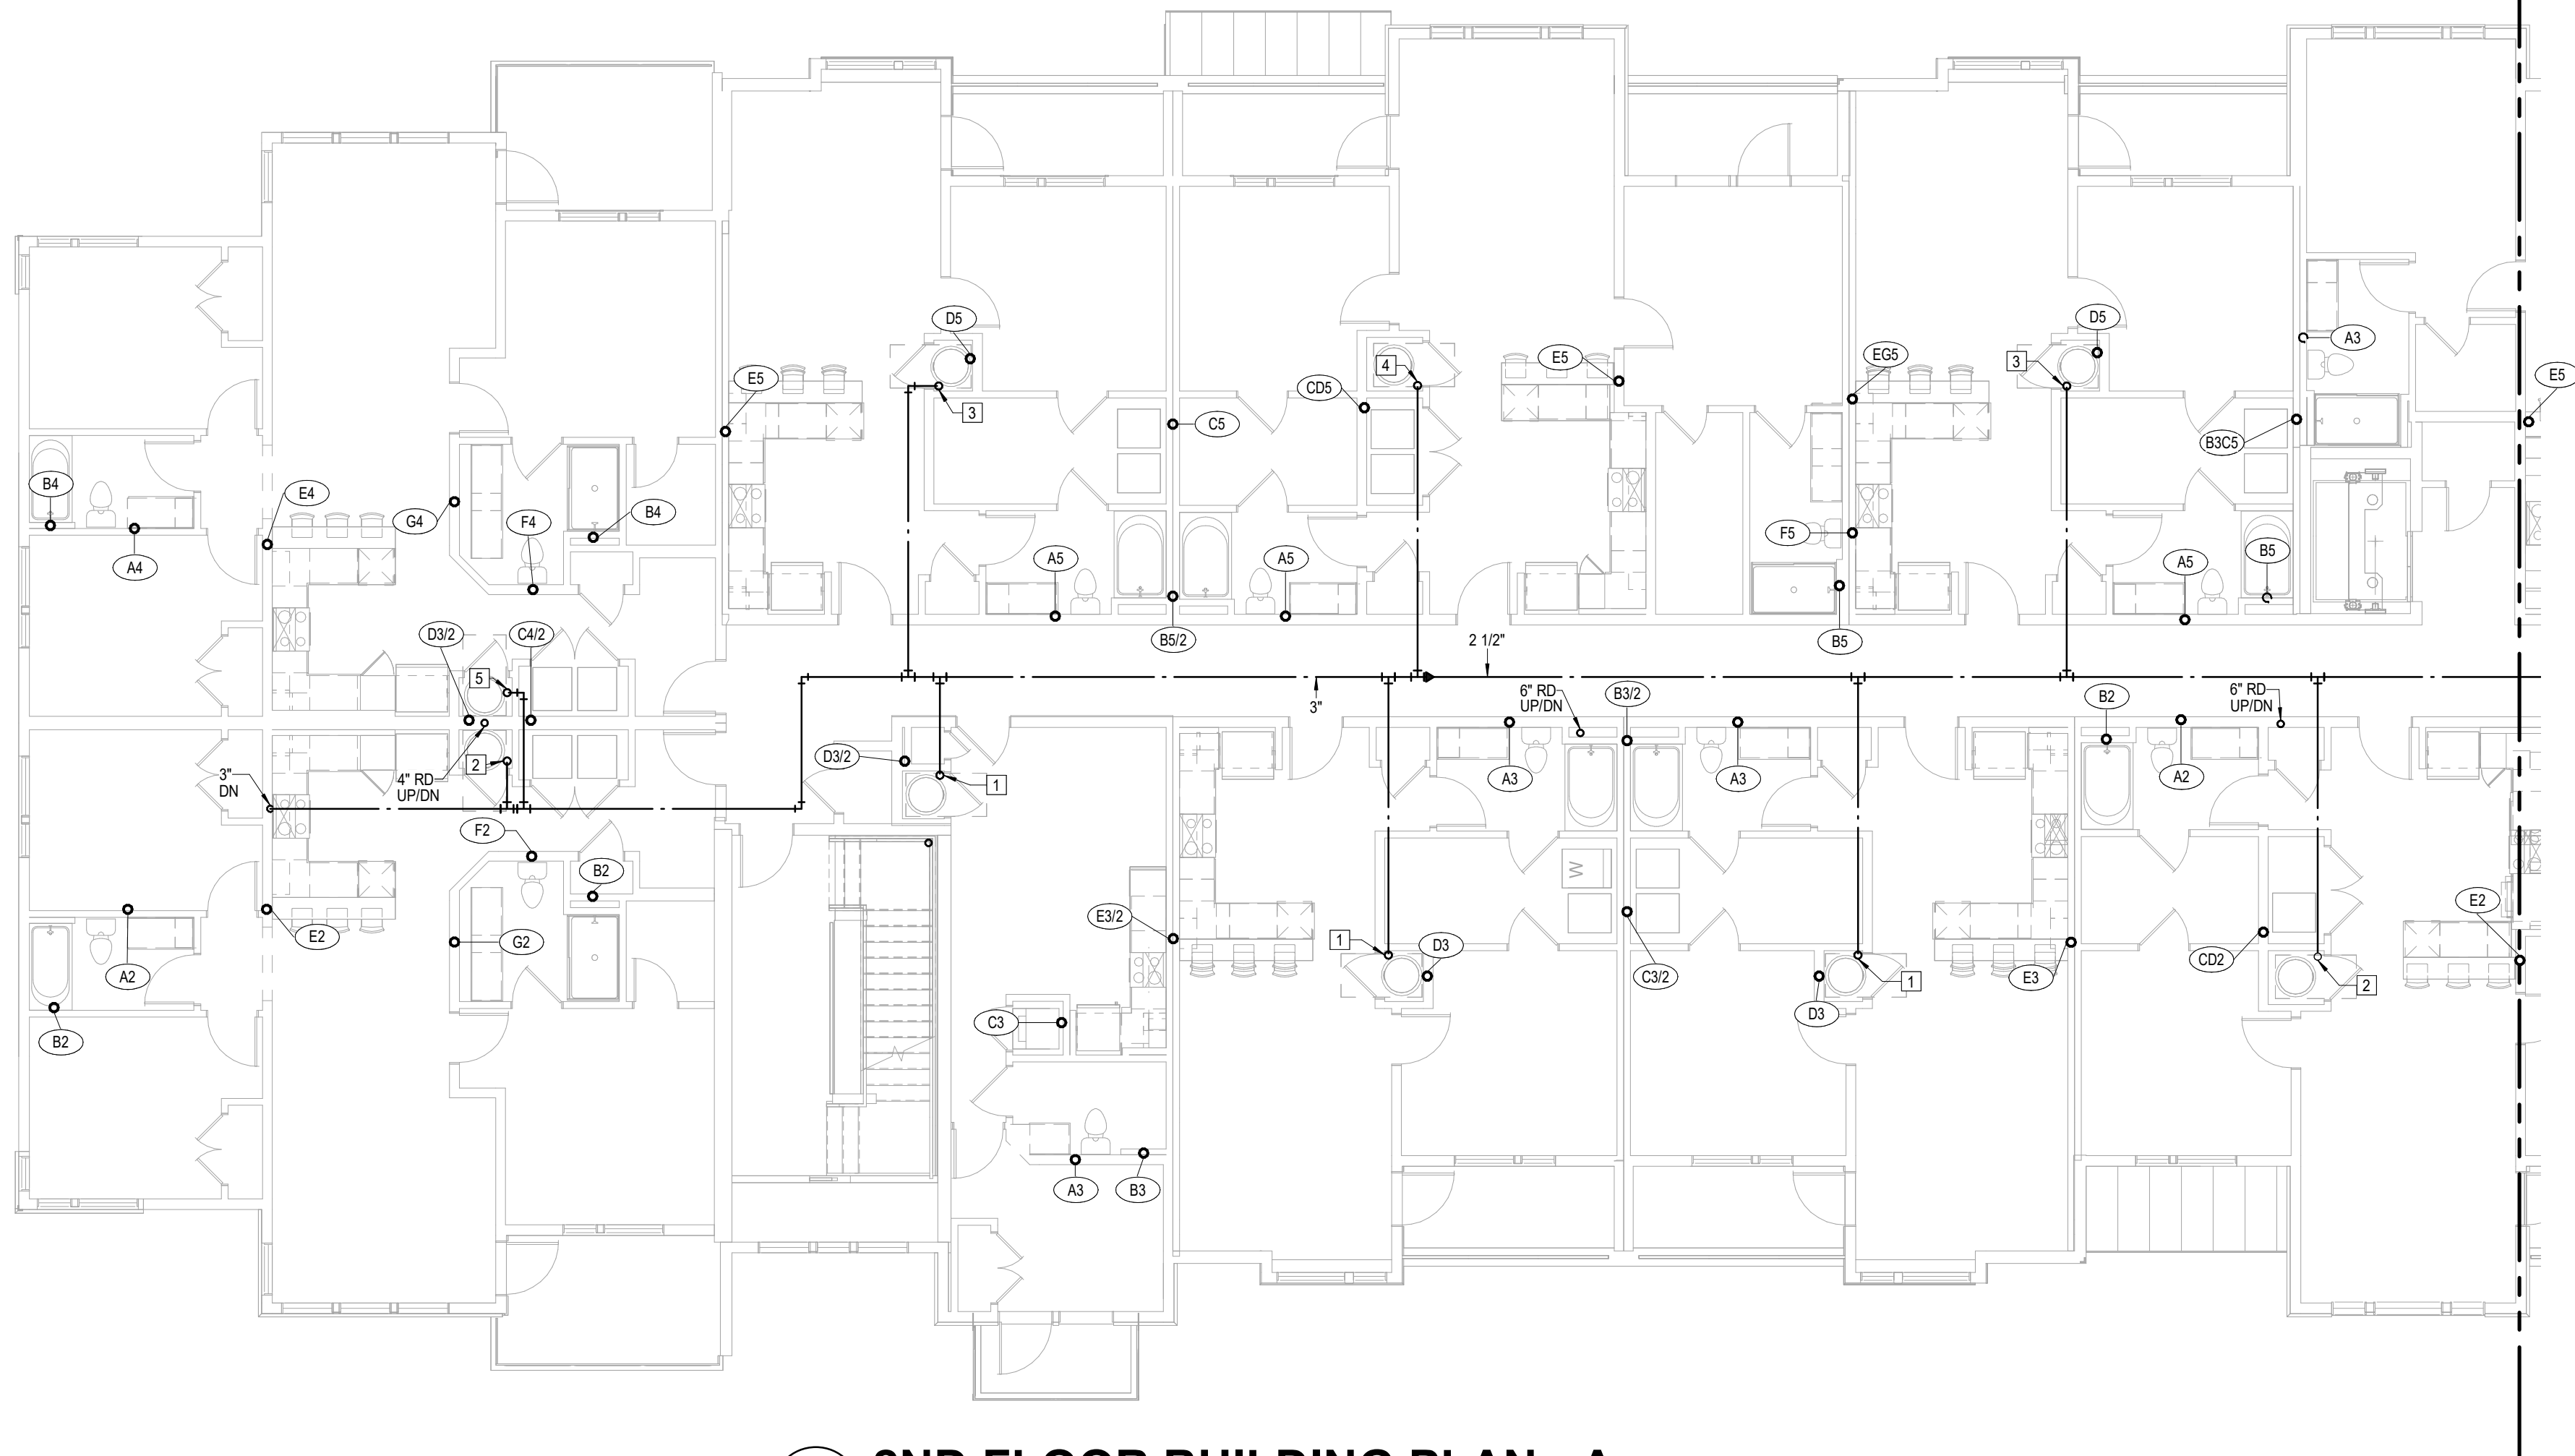 D5
D5
A3
4
3
EG5
E5
E5
E5
CD5
3
C5
B3C5
B4
E4
G4
F4
B4
F5
B5
A4
A5
A5
A5
D3/2
C4/2
B5/2
2 1/2"
B5
5
6" RD
UP/DN
B3/2
B2
6" RD
UP/DN
3"
D3/2
2
3"
DN
4" RD
UP/DN
1
A3
A3
A2
F2
B2
W
E3/2
E2
E2
G2
1
D3
A2
C3/2
E3
CD2
1
2
C3
D3
B2
A3
B3
2ND FLOOR BUILDING PLAN - A